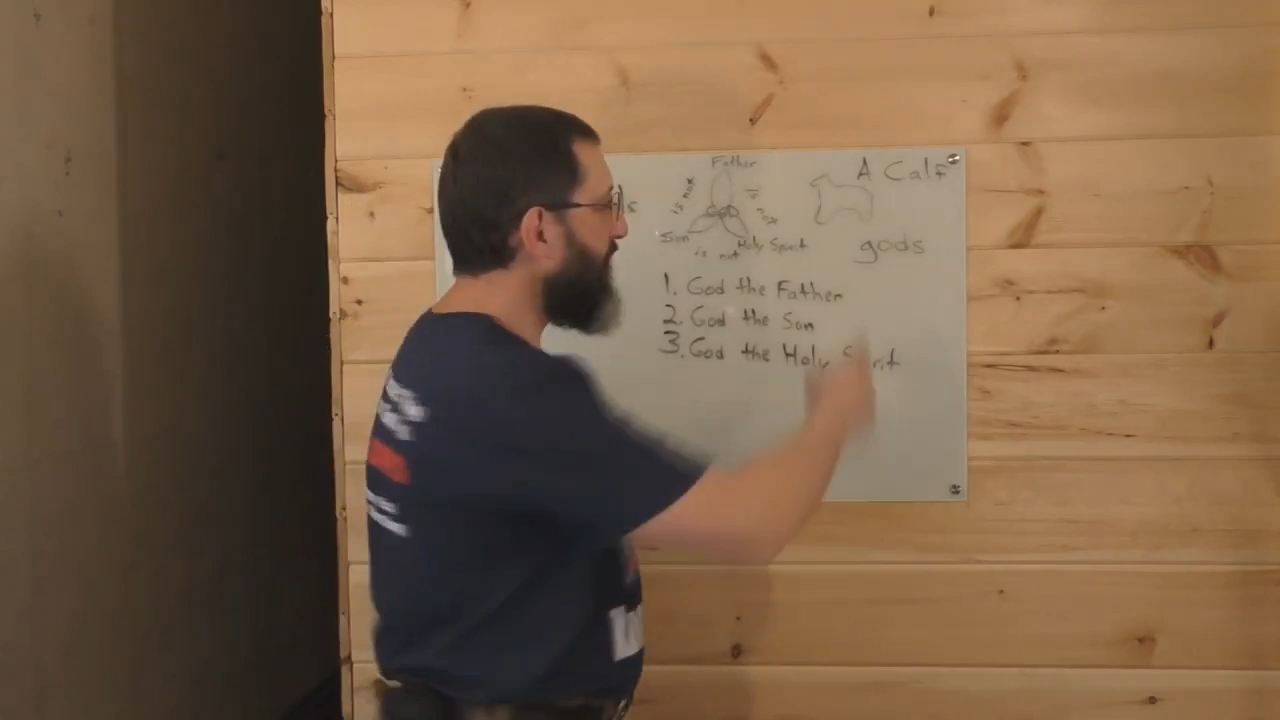 Father
A Calf
is not
is not
Son
is not
Holy Spirit
gods
1. God the Father
2. God the Son
3. God the Holy Spirit